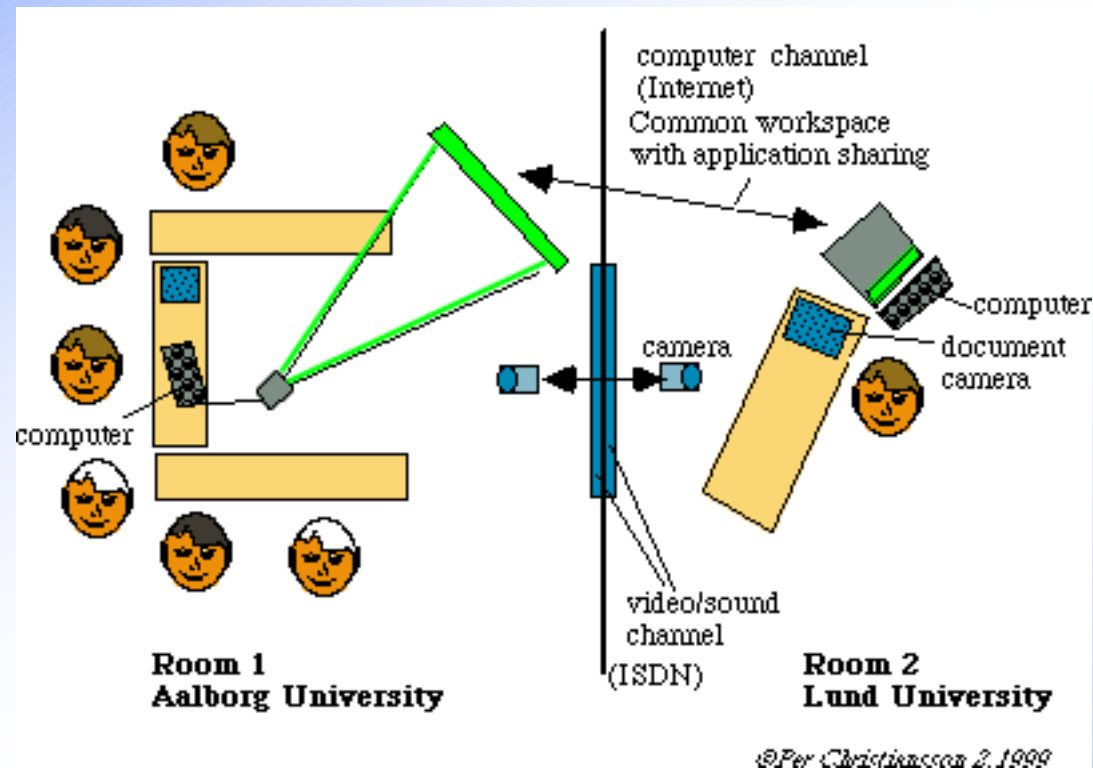 computer channel
(Internet)
Common workspace
with application sharing
computer
camera
document
camera
computer
video/sound
channel
(ISDN)
Room 1
Aalborg University
Room 2
Lund University
©Per Christiansson 2.1999